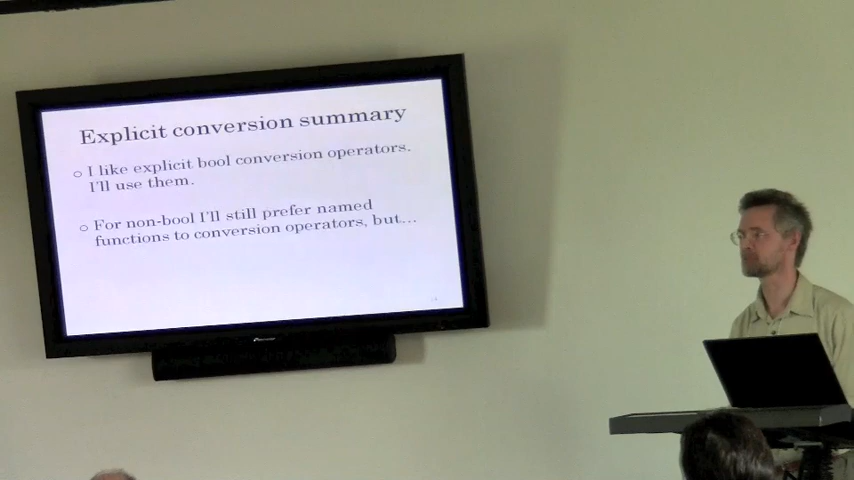 Explicit conversion summary
I like explicit bool conversion operators.
I'll use them.
For non-bool I'll still prefer named
functions to conversion operators, but...